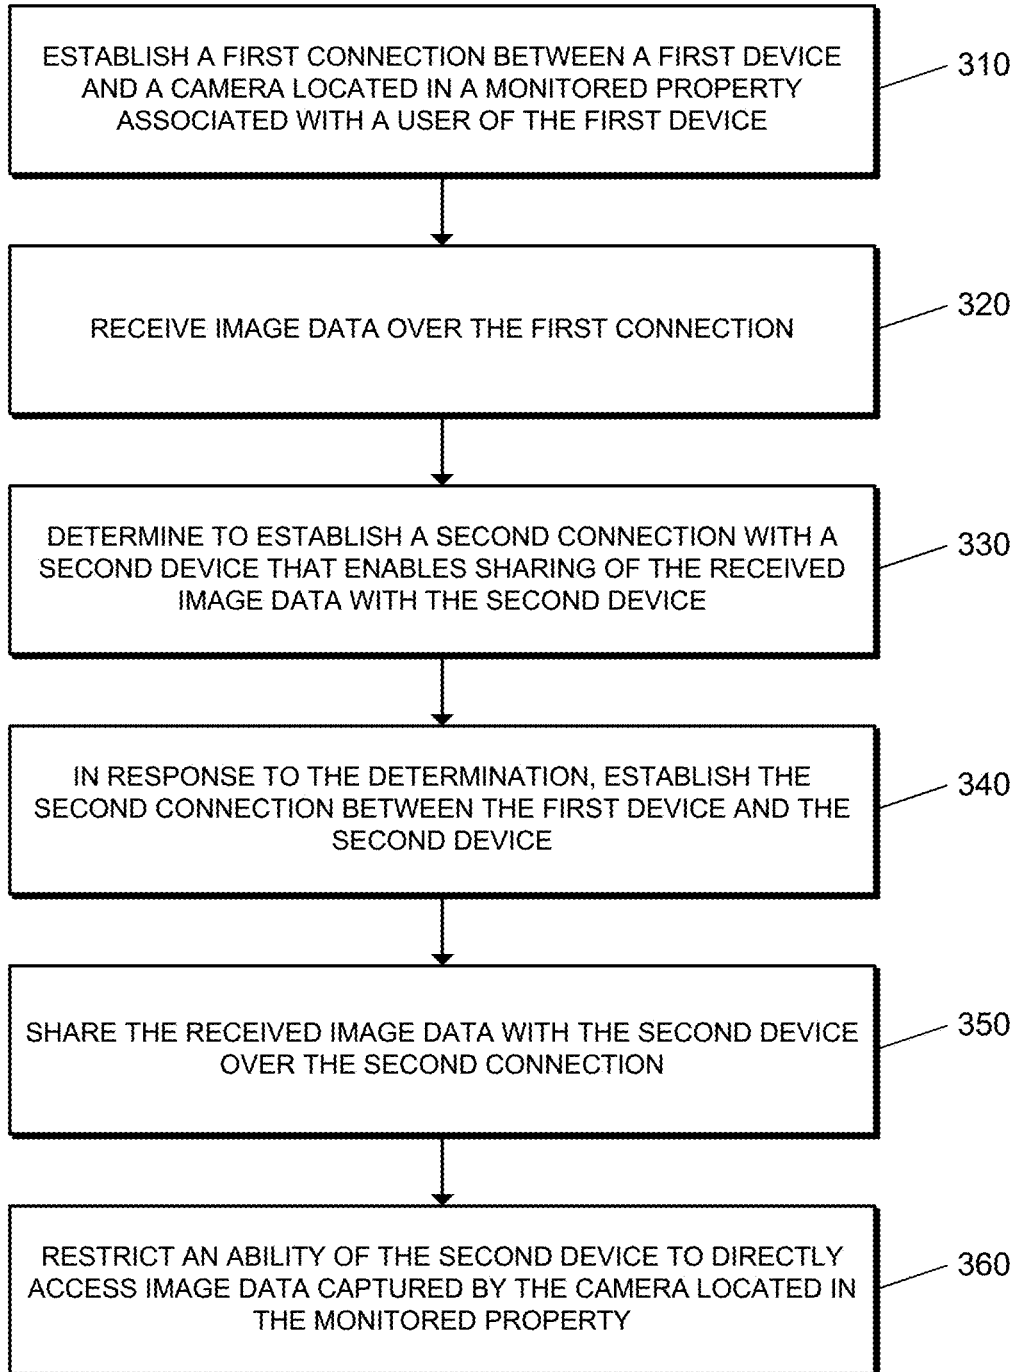 ESTABLISH A FIRST CONNECTION BETWEEN A FIRST DEVICE
AND A CAMERA LOCATED IN A MONITORED PROPERTY
ASSOCIATED WITH A USER OF THE FIRST DEVICE
310
RECEIVE IMAGE DATA OVER THE FIRST CONNECTION
320
DETERMINE TO ESTABLISH A SECOND CONNECTION WITH A
SECOND DEVICE THAT ENABLES SHARING OF THE RECEIVED
IMAGE DATA WITH THE SECOND DEVICE
330
IN RESPONSE TO THE DETERMINATION, ESTABLISH THE
SECOND CONNECTION BETWEEN THE FIRST DEVICE AND THE
SECOND DEVICE
340
SHARE THE RECEIVED IMAGE DATA WITH THE SECOND DEVICE
OVER THE SECOND CONNECTION
350
RESTRICT AN ABILITY OF THE SECOND DEVICE TO DIRECTLY
ACCESS IMAGE DATA CAPTURED BY THE CAMERA LOCATED IN
THE MONITORED PROPERTY
360